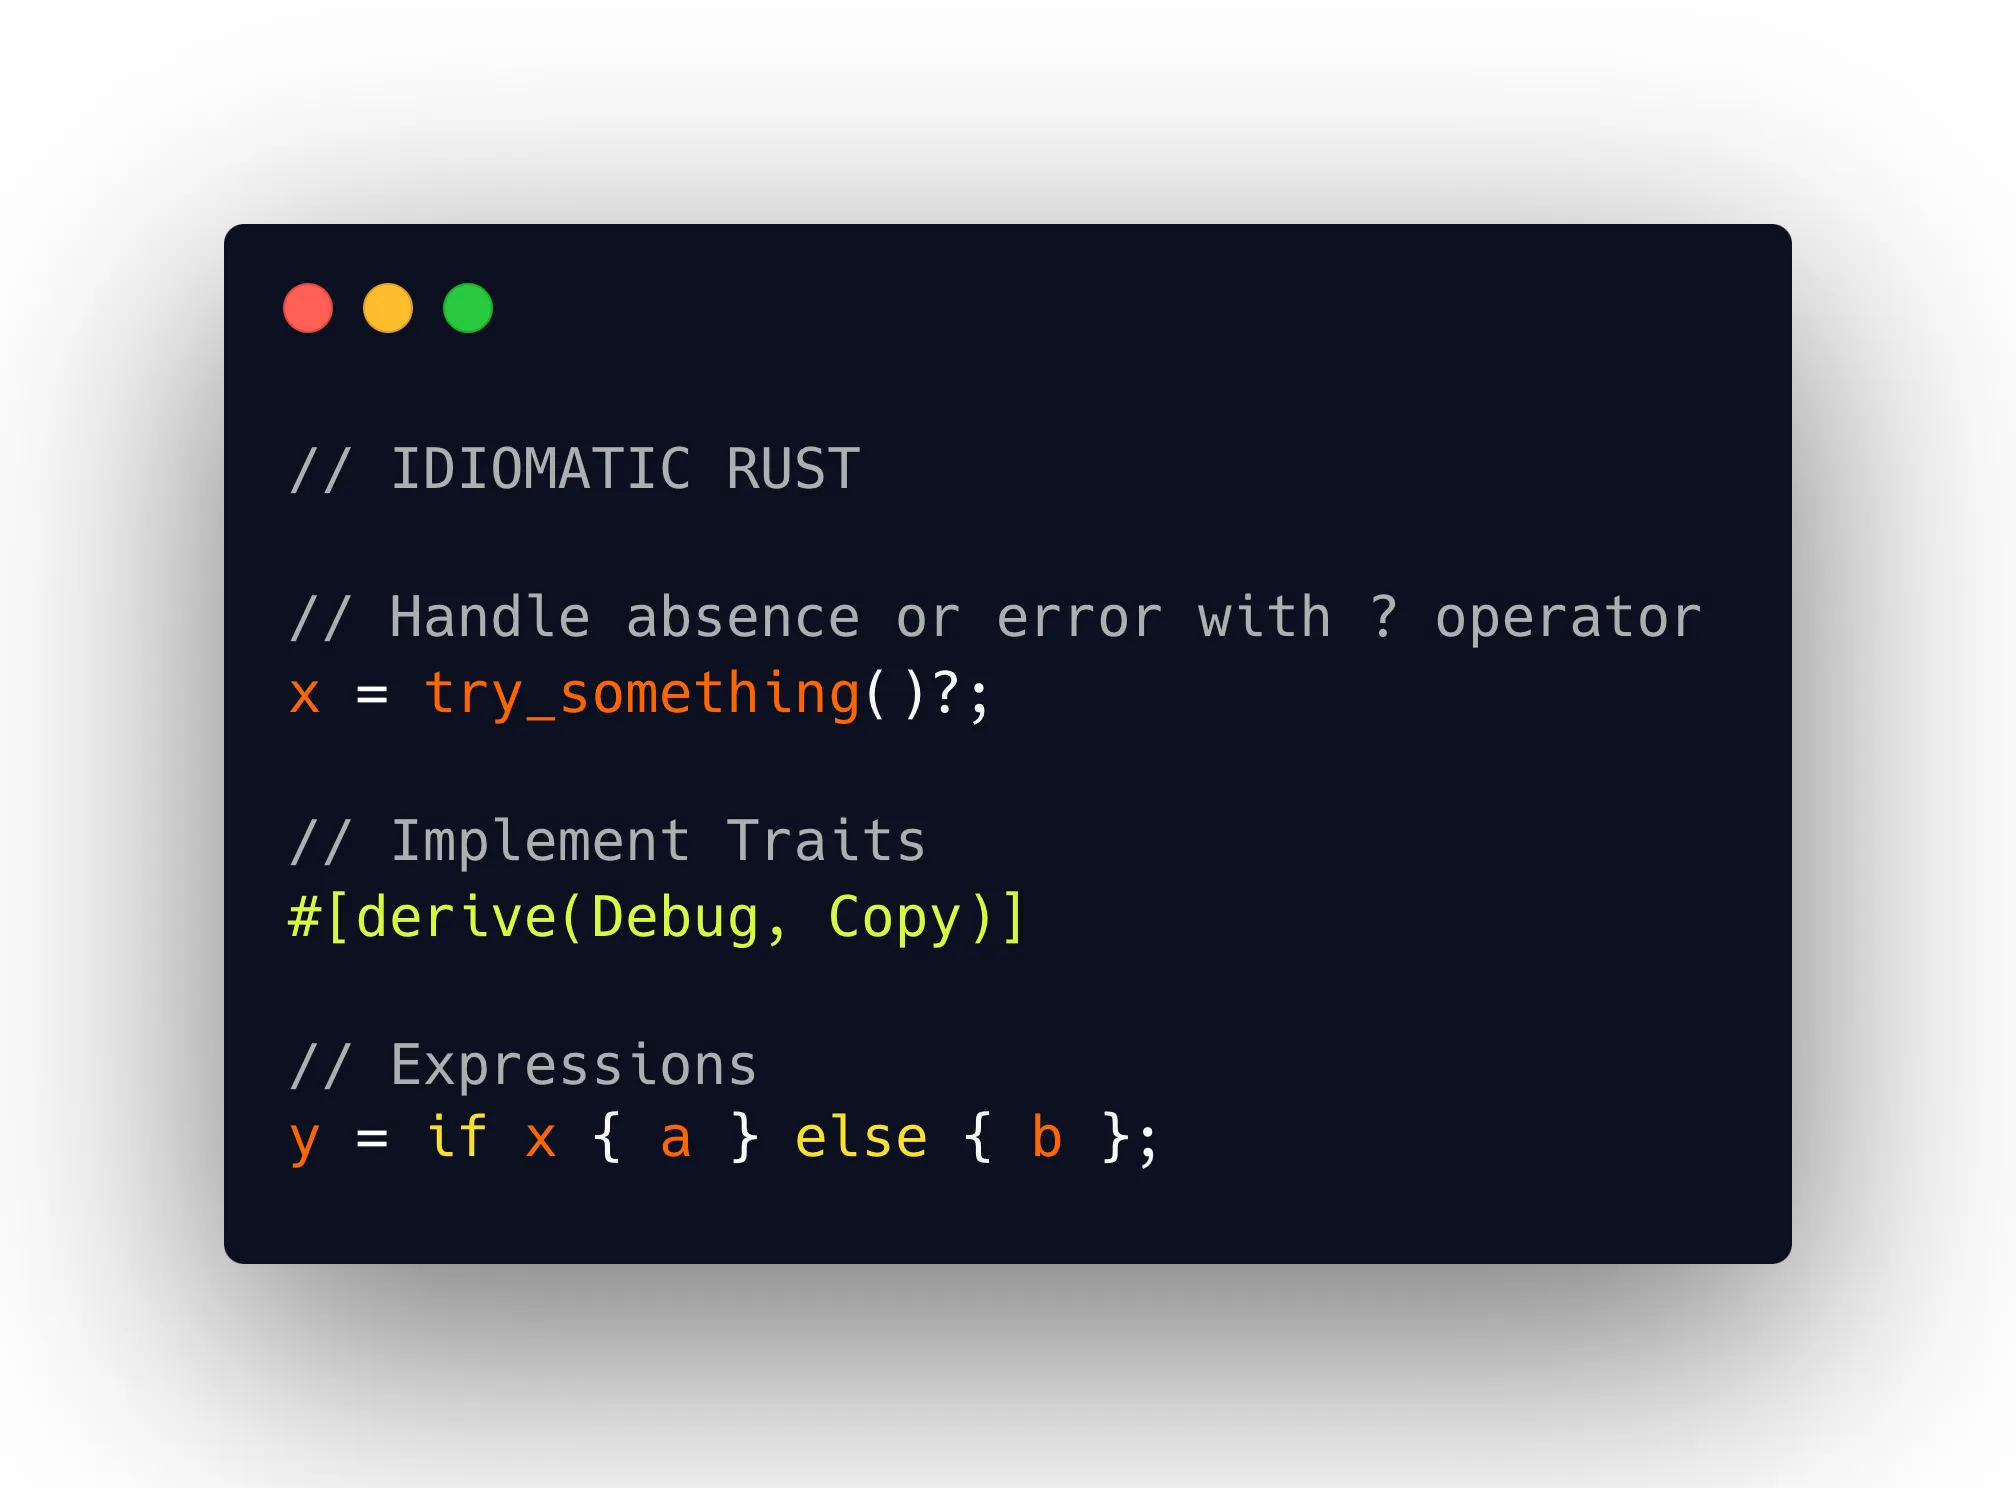 // IDIOMATIC RUST
// Handle absence or error with ? operator
x = try_something()?;
// Implement Traits
#[derive(Debug, Copy)]
// Expressions
y = if x { a } else { b };